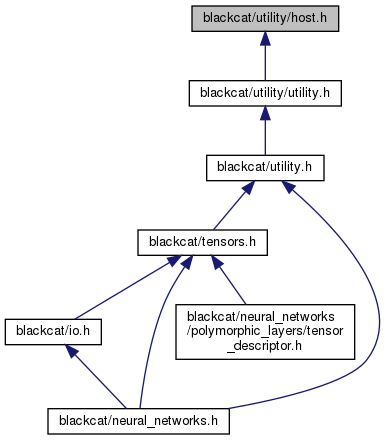 blackcat/utility/host.h
blackcat/utility/utility.h
blackcat/utility.h
blackcat/tensors.h
blackcat/io.h
blackcat/neural_networks
/polymorphic_layers/tensor
_descriptor.h
blackcat/neural_networks.h